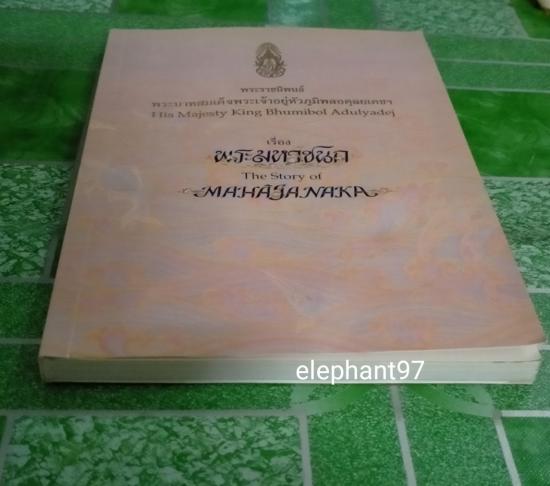 พระราชนิพนธ์
พระบาทสมเด็จพระเจ้าอยู่หัวภูมิพลอดุลยเดชฯ
His Majesty King Bhumibol Adulyadej
เรื่อง
พระมหาชนก
The Story of
MAHAJANAKA
elephant97